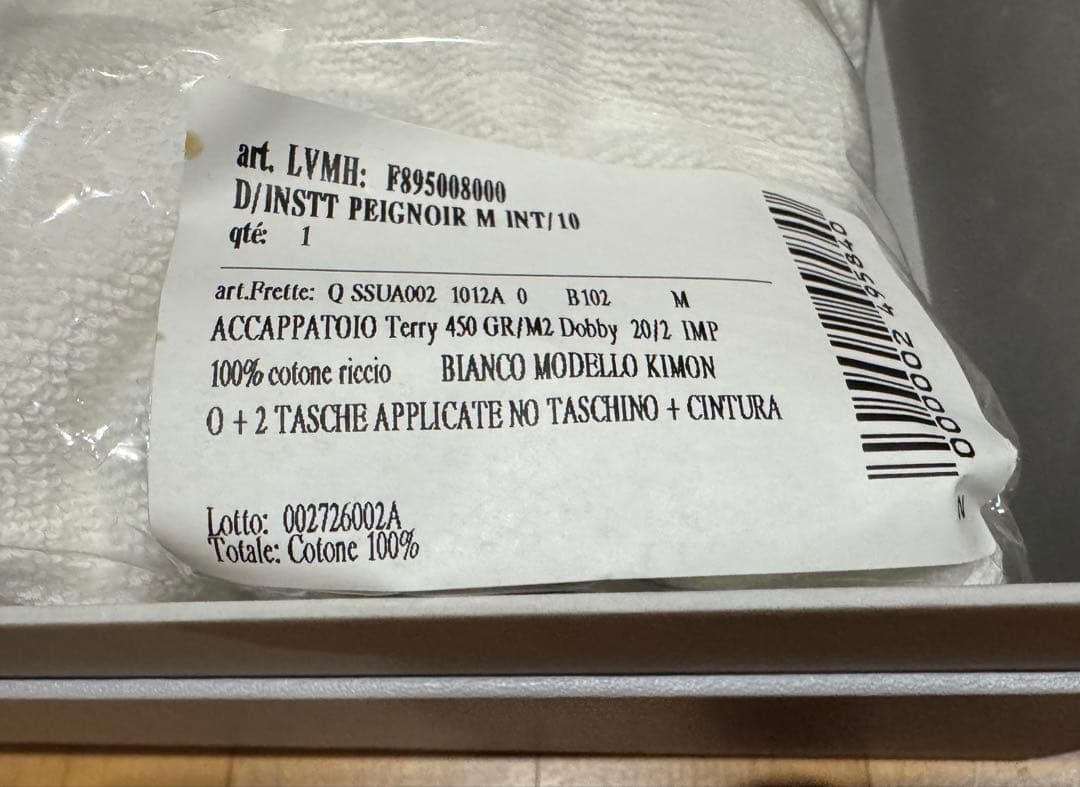 art. LVMH: F895008000
D/INSTT PEIGNOIR M INT/10
qté: 1
art.Frette: Q SSUA002 1012A 0 B102 M
ACCAPPATOIO Terry 450 GR/M2 Dobby 20/2 IMP
100% cotone riccio BIANCO MODELLO KIMON
O + 2 TASCHE APPLICATE NO TASCHINO + CINTURA
Lotto: 002726002A
Totale: Cotone 100%
N